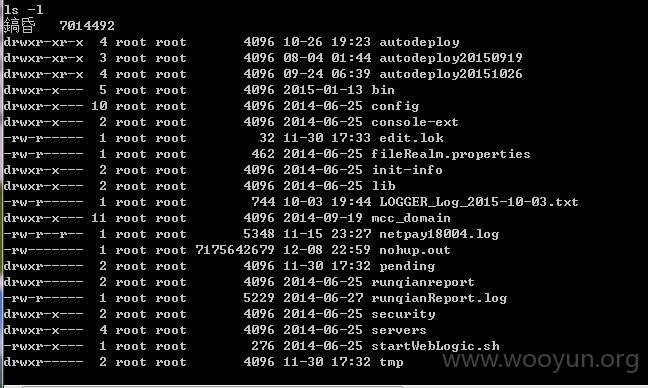 ls -l
鎬昏   7014492
drwxr-xr-x  4 root root       4096 10-26 19:23 autodeploy
drwxr-xr-x  3 root root       4096 08-04 01:44 autodeploy20150919
drwxr-xr-x  4 root root       4096 09-24 06:39 autodeploy20151026
drwxr-x---  5 root root       4096 2015-01-13 bin
drwxr-x--- 10 root root       4096 2014-06-25 config
drwxr-x---  2 root root       4096 2014-06-25 console-ext
-rw-r-----  1 root root         32 11-30 17:33 edit.lok
-rw-r-----  1 root root        462 2014-06-25 fileRealm.properties
drwxr-x---  2 root root       4096 2014-06-25 init-info
drwxr-x---  2 root root       4096 2014-06-25 lib
-rw-r-----  1 root root        744 10-03 19:44 LOGGER_Log_2015-10-03.txt
drwxr-x--- 11 root root       4096 2014-09-19 mcc_domain
-rw-r--r--  1 root root       5348 11-15 23:27 netpay18004.log
-rw-------  1 root root 7175642679 12-08 22:59 nohup.out
drwxr-----  2 root root       4096 11-30 17:32 pending
drwxr-----  2 root root       4096 2014-06-25 runqianreport
-rw-r-----  1 root root       5229 2014-06-27 runqianReport.log
drwxr-x---  2 root root       4096 2014-06-25 security
drwxr-x---  4 root root       4096 2014-06-25 servers
-rwxr-x---  1 root root        276 2014-06-25 startWebLogic.sh
drwxr-x---  2 root root       4096 11-30 17:32 tmp
www.wooyun.org